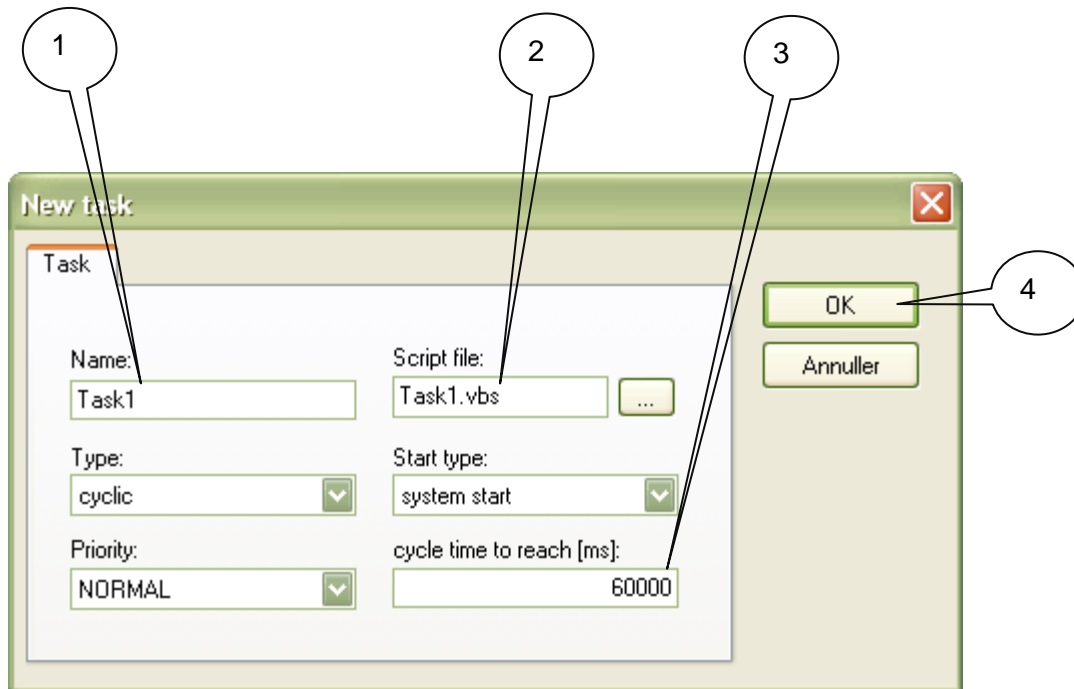 1
2
3
New task
Task
4
OK
Name:
Script file:
Annuller
Task1
Task1.vbs
...
Type:
Start type:
cyclic
system start
Priority:
cycle time to reach [ms]:
NORMAL
60000